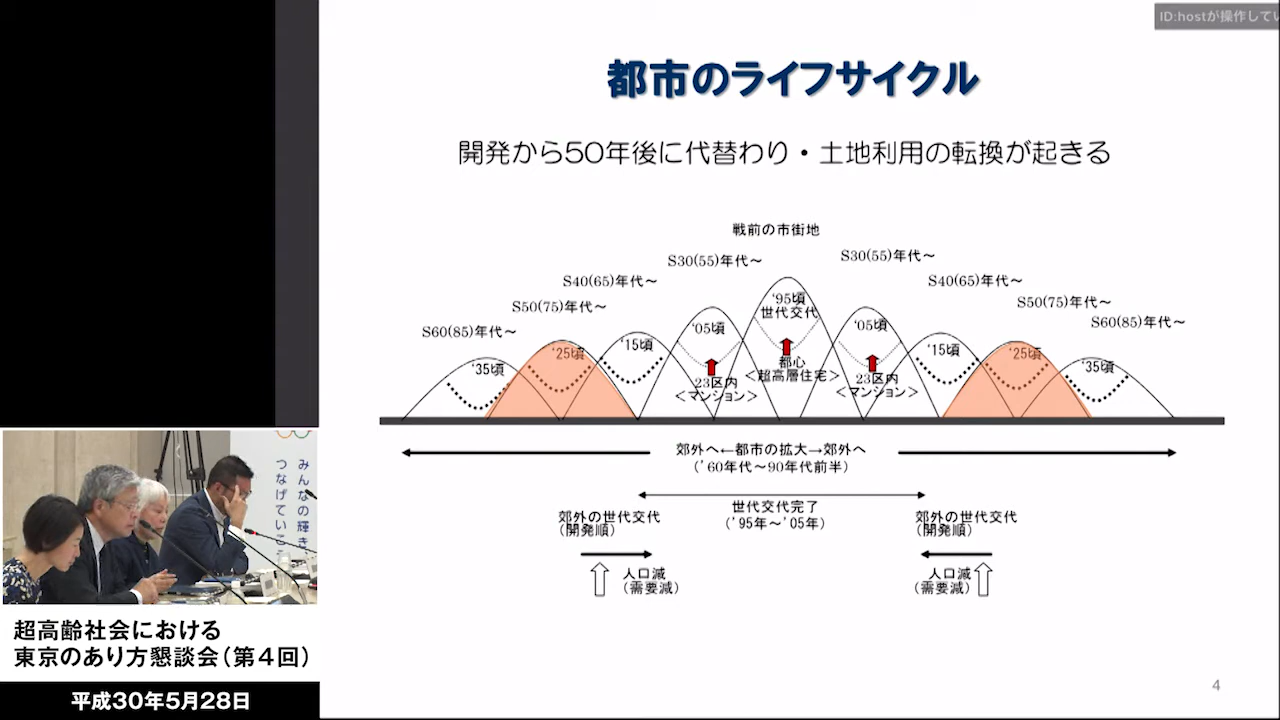 ID:hostが操作してい
都市のライフサイクル
開発から50年後に代替わり・土地利用の転換が起きる
戦前の市街地
S30(55)年代～
S30(55)年代～
S40(65)年代～
S40(65)年代～
S50(75)年代～
S50(75)年代～
S60(85)年代～
S60(85)年代～
'95頃
世代交代
'05頃
'05頃
'15頃
'15頃
'25頃
'25頃
'35頃
'35頃
都心
＜超高層住宅＞
23区内
＜マンション＞
23区内
＜マンション＞
郊外へ←都市の拡大→郊外へ
('60年代～90年代前半)
世代交代完了
('95年～'05年)
郊外の世代交代
(開発順)
郊外の世代交代
(開発順)
人口減
(需要減)
人口減
(需要減)
4
みんなの輝き
つなげていこ
超高齢社会における
東京のあり方懇談会（第４回）
平成30年5月28日